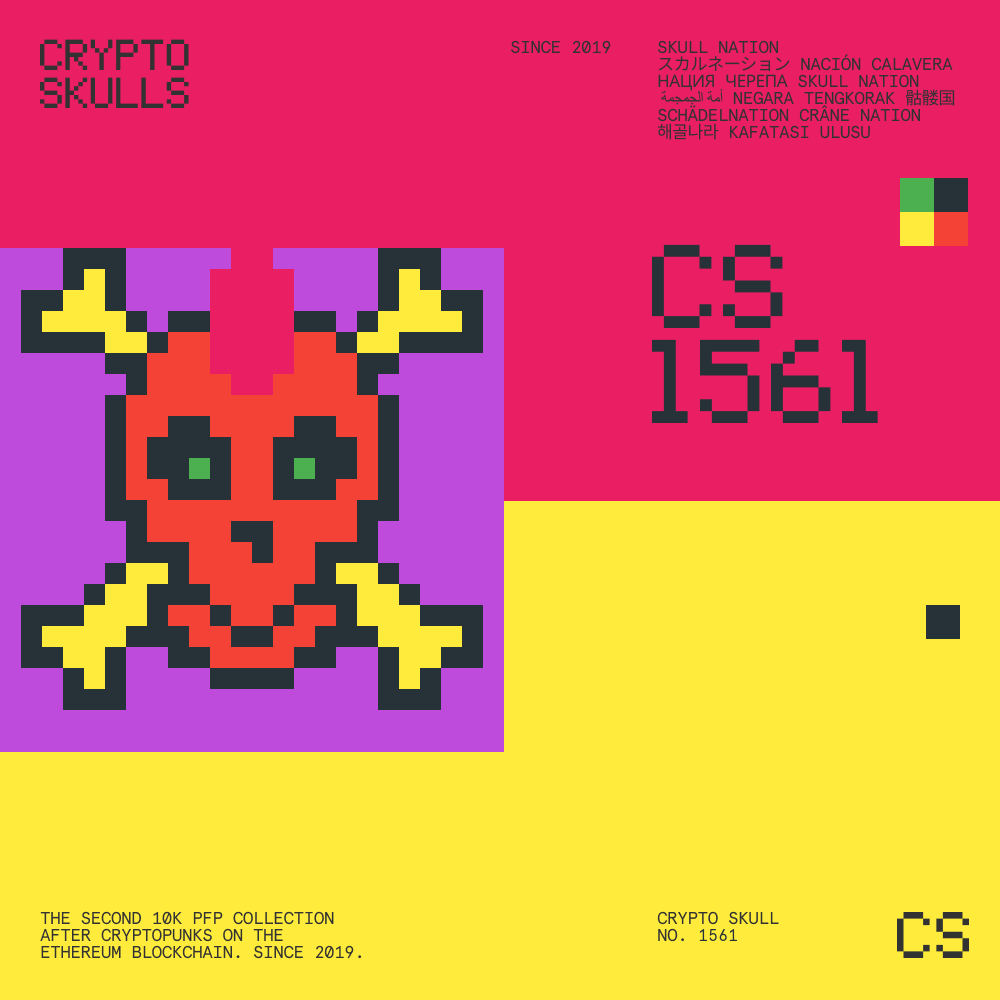 CRYPTO
SKULLS
SINCE 2019
SKULL NATION
スカルネーション NACIÓN CALAVERA
НАЦИЯ ЧЕРЕПА SKULL NATION
أمة الجمجمة NEGARA TENGKORAK 骷髅国
SCHÄDELNATION CRÂNE NATION
해골나라 KAFATASI ULUSU
CS
1561
THE SECOND 10K PFP COLLECTION
AFTER CRYPTOPUNKS ON THE
ETHEREUM BLOCKCHAIN. SINCE 2019.
CRYPTO SKULL
NO. 1561
CS